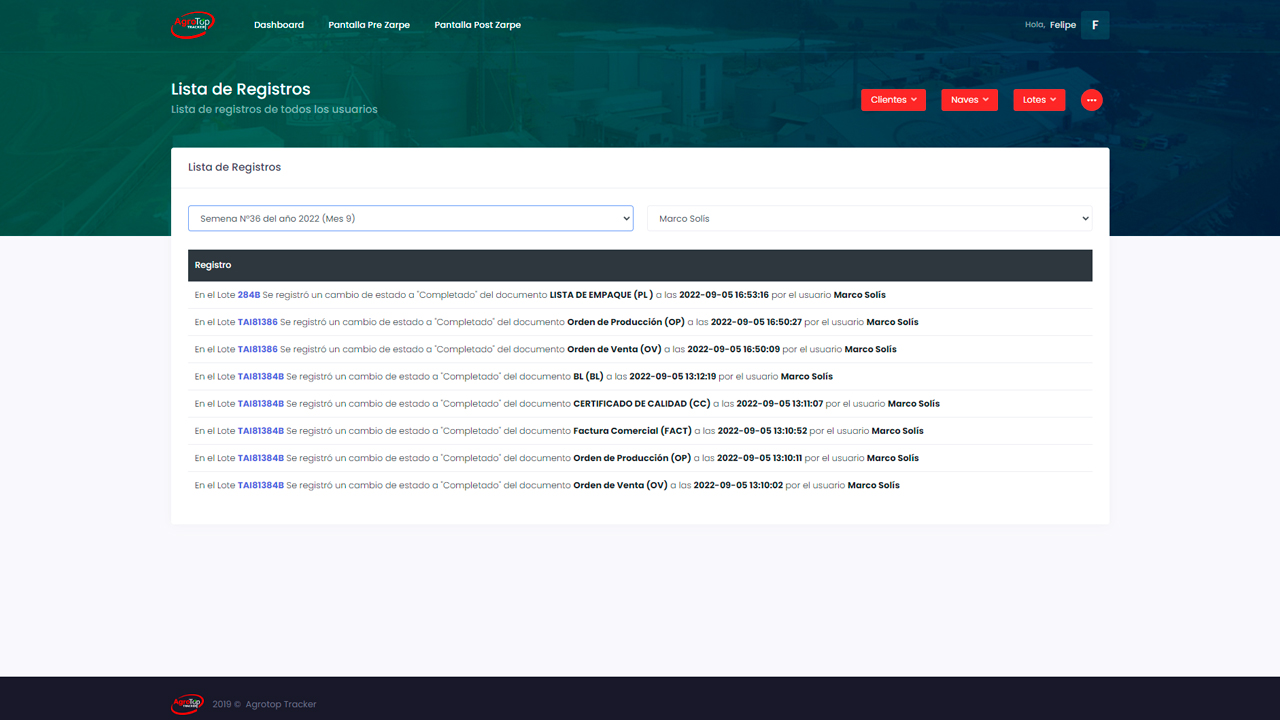 AgroTop
TRACKER
Dashboard
Pantalla Pre Zarpe
Pantalla Post Zarpe
Hola, Felipe
F
Lista de Registros
Lista de registros de todos los usuarios
Clientes
Naves
Lotes
Lista de Registros
Semena N°36 del año 2022 (Mes 9)
Marco Solís
Registro
En el Lote 284B Se registró un cambio de estado a "Completado" del documento LISTA DE EMPAQUE (PL ) a las 2022-09-05 16:53:16 por el usuario Marco Solís
En el Lote TAI81386 Se registró un cambio de estado a "Completado" del documento Orden de Producción (OP) a las 2022-09-05 16:50:27 por el usuario Marco Solís
En el Lote TAI81386 Se registró un cambio de estado a "Completado" del documento Orden de Venta (OV) a las 2022-09-05 16:50:09 por el usuario Marco Solís
En el Lote TAI81384B Se registró un cambio de estado a "Completado" del documento BL (BL) a las 2022-09-05 13:12:19 por el usuario Marco Solís
En el Lote TAI81384B Se registró un cambio de estado a "Completado" del documento CERTIFICADO DE CALIDAD (CC) a las 2022-09-05 13:11:07 por el usuario Marco Solís
En el Lote TAI81384B Se registró un cambio de estado a "Completado" del documento Factura Comercial (FACT) a las 2022-09-05 13:10:52 por el usuario Marco Solís
En el Lote TAI81384B Se registró un cambio de estado a "Completado" del documento Orden de Producción (OP) a las 2022-09-05 13:10:11 por el usuario Marco Solís
En el Lote TAI81384B Se registró un cambio de estado a "Completado" del documento Orden de Venta (OV) a las 2022-09-05 13:10:02 por el usuario Marco Solís
AgroTop
TRACKER
2019 © Agrotop Tracker